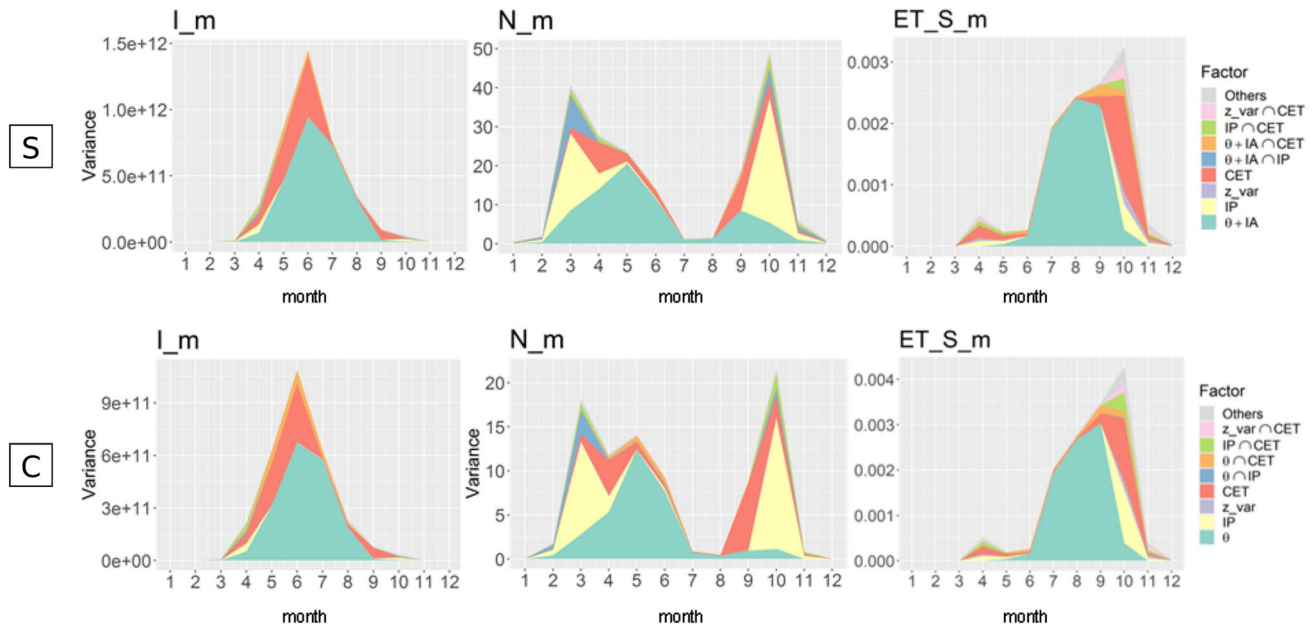 S
I_m
Variance
1.5e+12
1.0e+12
5.0e+11
0.0e+00
1 2 3 4 5 6 7 8 9 10 11 12
month
N_m
50
40
30
20
10
0
1 2 3 4 5 6 7 8 9 10 11 12
month
ET_S_m
0.003
0.002
0.001
0.000
1 2 3 4 5 6 7 8 9 10 11 12
month
Factor
Others
z_var ∩ CET
IP ∩ CET
θ + IA ∩ CET
θ + IA ∩ IP
CET
z_var
IP
θ + IA
C
I_m
Variance
9e+11
6e+11
3e+11
0e+00
1 2 3 4 5 6 7 8 9 10 11 12
month
N_m
Variance
20
15
10
5
0
1 2 3 4 5 6 7 8 9 10 11 12
month
ET_S_m
0.004
0.003
0.002
0.001
0.000
1 2 3 4 5 6 7 8 9 10 11 12
month
Factor
Others
z_var ∩ CET
IP ∩ CET
θ ∩ CET
θ ∩ IP
CET
z_var
IP
θ